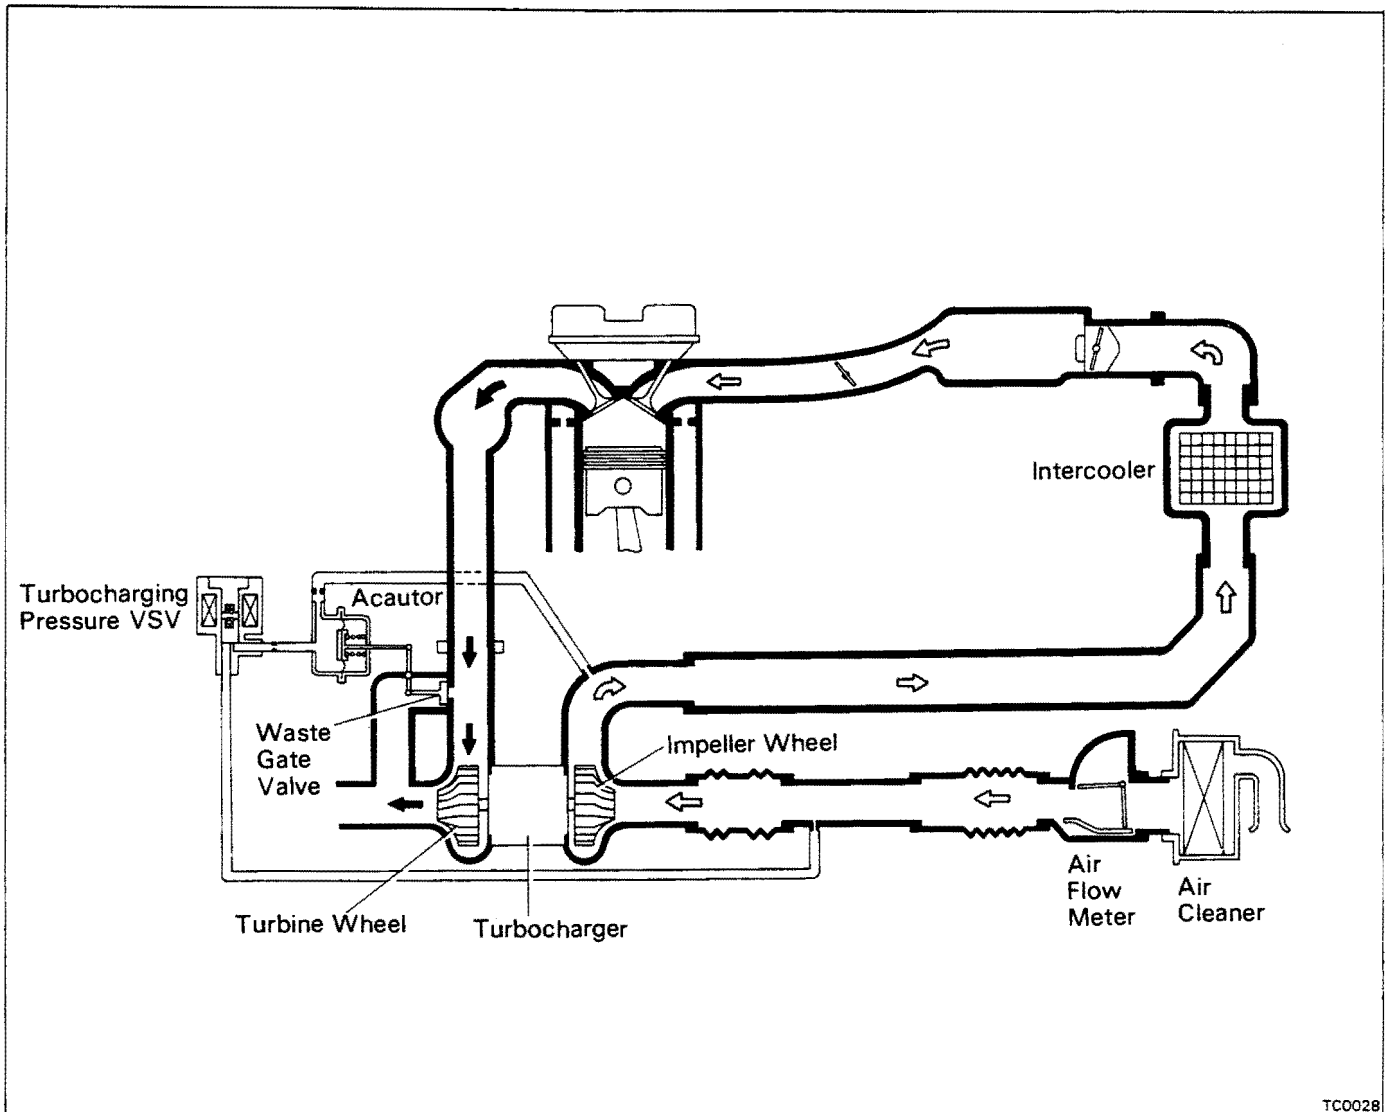 Intercooler
Turbocharging
Pressure VSV
Acautor
Waste
Gate
Valve
Impeller Wheel
Air
Flow
Meter
Air
Cleaner
Turbine Wheel
Turbocharger
TC0028